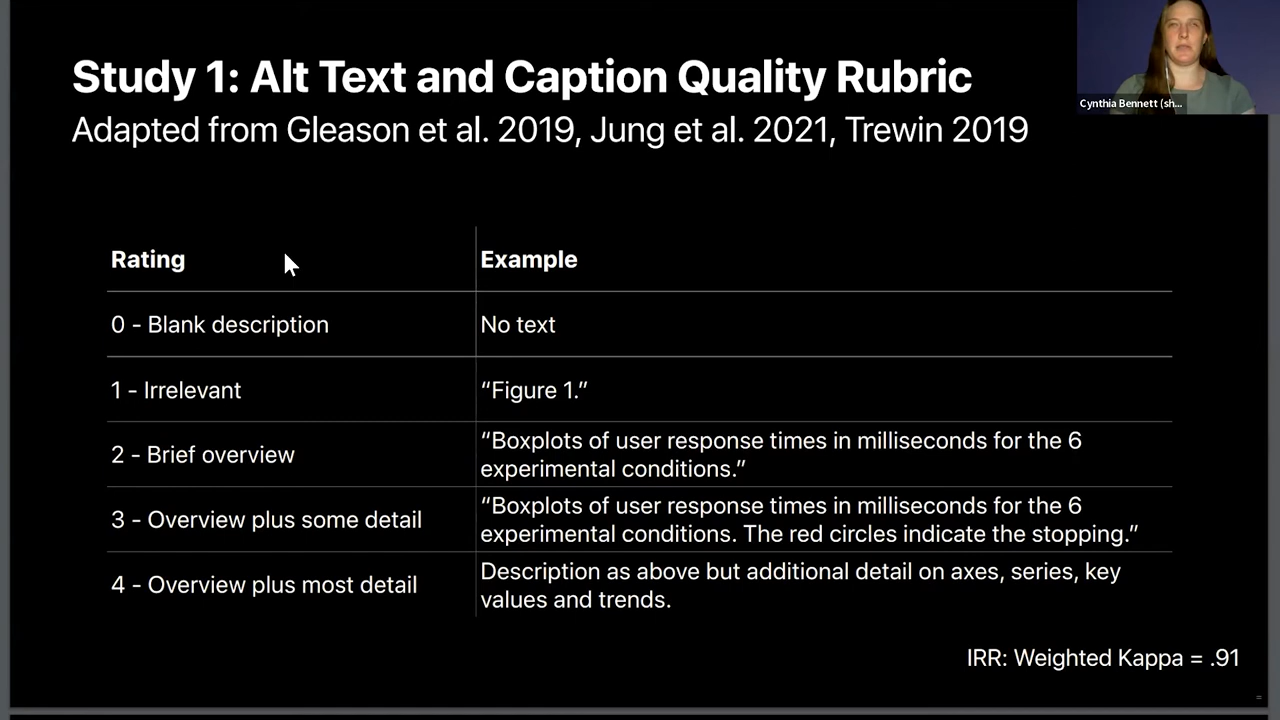 Study 1: Alt Text and Caption Quality Rubric
Adapted from Gleason et al. 2019, Jung et al. 2021, Trewin 2019
Cynthia Bennett (sh...
Rating
Example
0 - Blank description
No text
1 - Irrelevant
“Figure 1.”
2 - Brief overview
“Boxplots of user response times in milliseconds for the 6
experimental conditions.”
3 - Overview plus some detail
“Boxplots of user response times in milliseconds for the 6
experimental conditions. The red circles indicate the stopping.”
4 - Overview plus most detail
Description as above but additional detail on axes, series, key
values and trends.
IRR: Weighted Kappa = .91